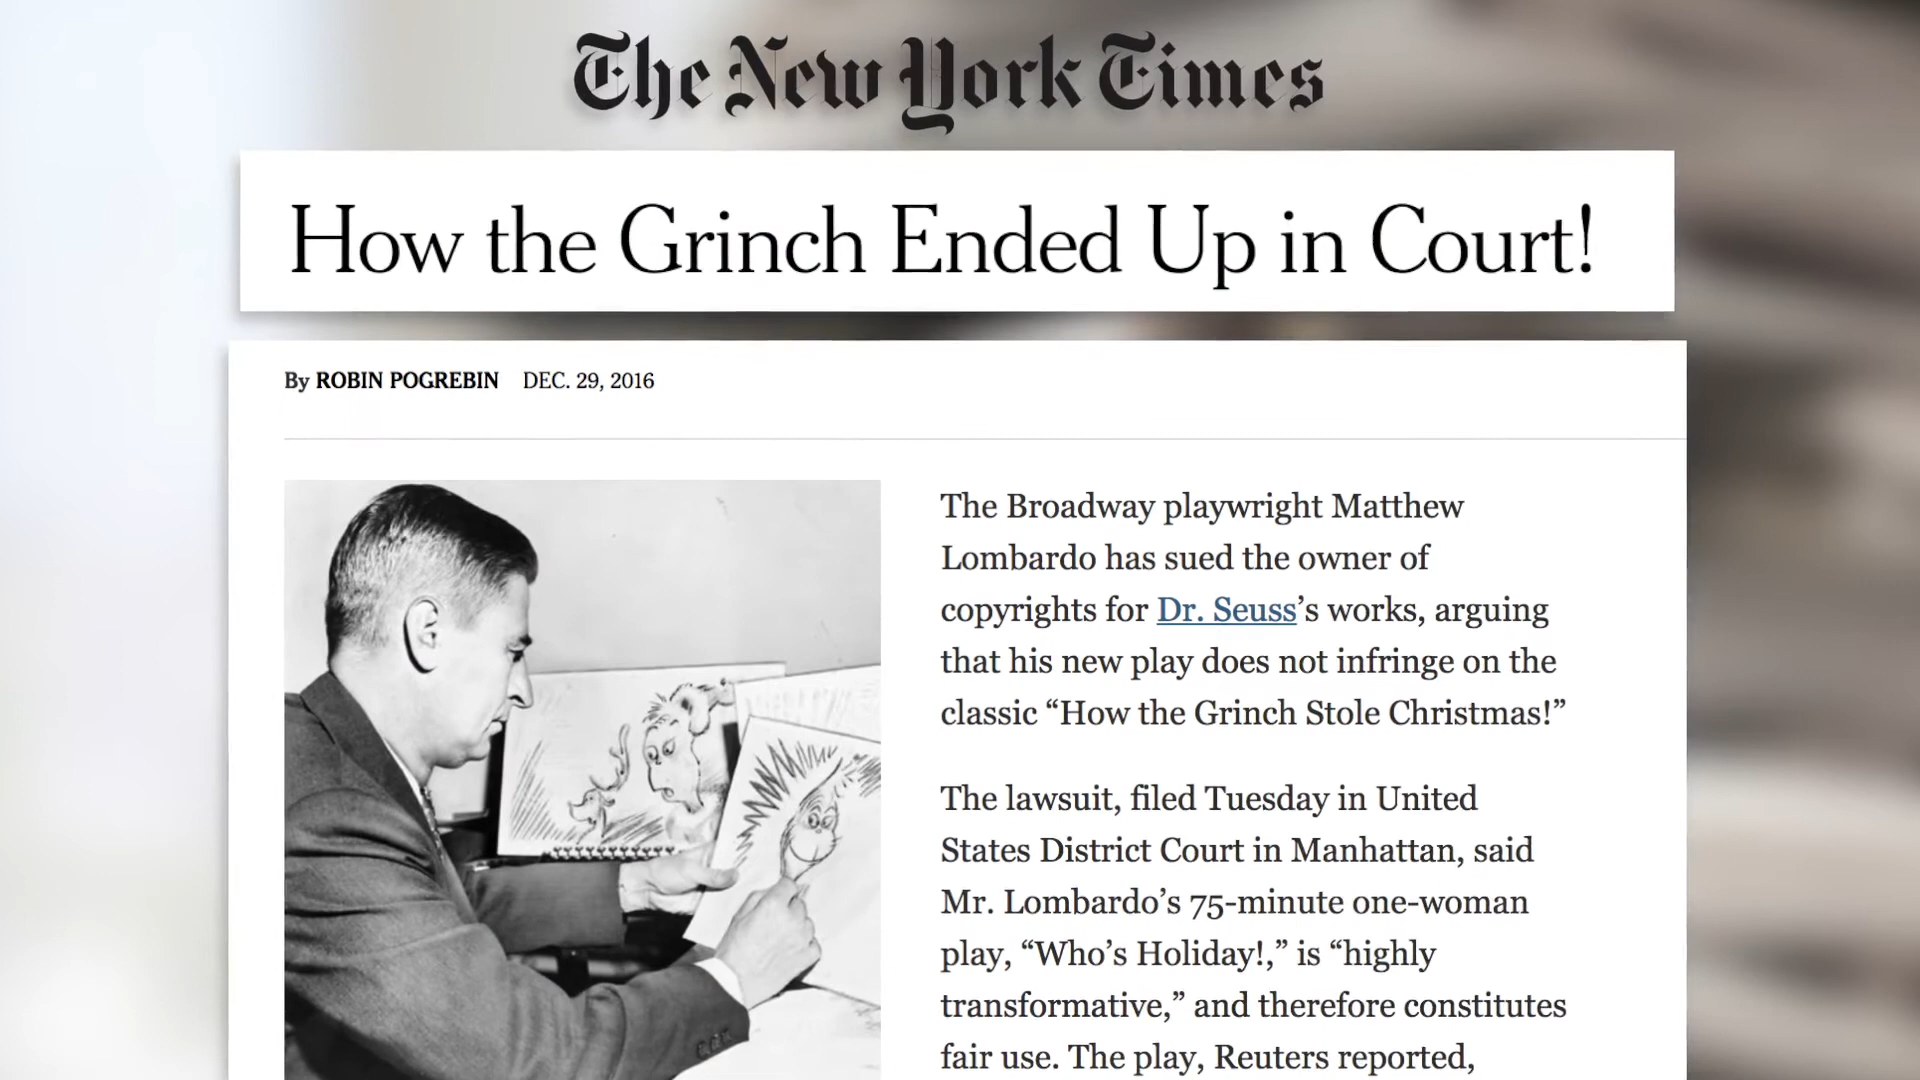 The New York Times
How the Grinch Ended Up in Court!
By ROBIN POGREBIN DEC. 29, 2016
The Broadway playwright Matthew
Lombardo has sued the owner of
copyrights for Dr. Seuss’s works, arguing
that his new play does not infringe on the
classic “How the Grinch Stole Christmas!”
The lawsuit, filed Tuesday in United
States District Court in Manhattan, said
Mr. Lombardo’s 75-minute one-woman
play, “Who’s Holiday!,” is “highly
transformative,” and therefore constitutes
fair use. The play, Reuters reported,